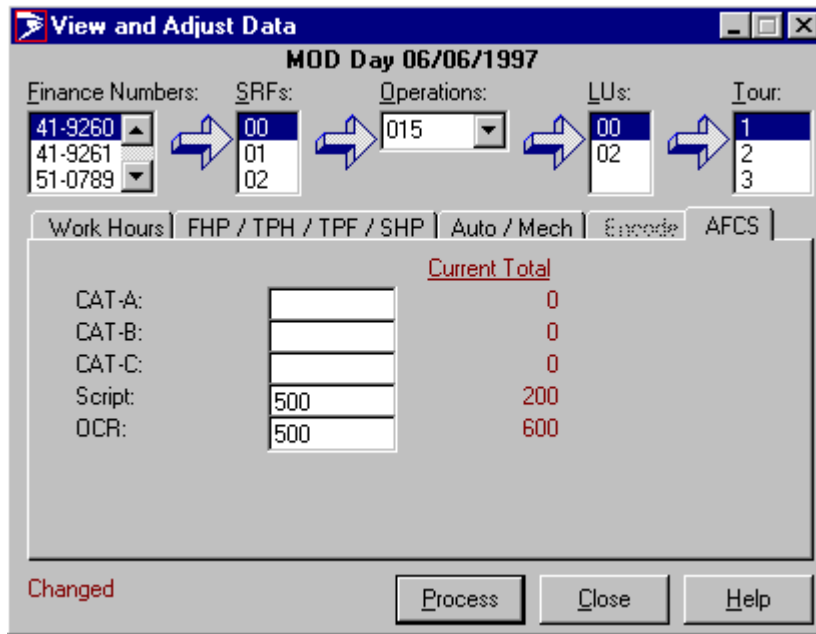 View and Adjust Data
MOD Day 06/06/1997
Finance Numbers: SRFs: Operations: LUs: Tour:
41-9260 00 015 00 1
41-9261 01 02 2
51-0789 02 3
Work Hours FHP / TPH / TPF / SHP Auto / Mech Encode AFCS
Current Total
CAT-A: 0
CAT-B: 0
CAT-C: 0
Script: 500 200
OCR: 500 600
Changed Process Close Help